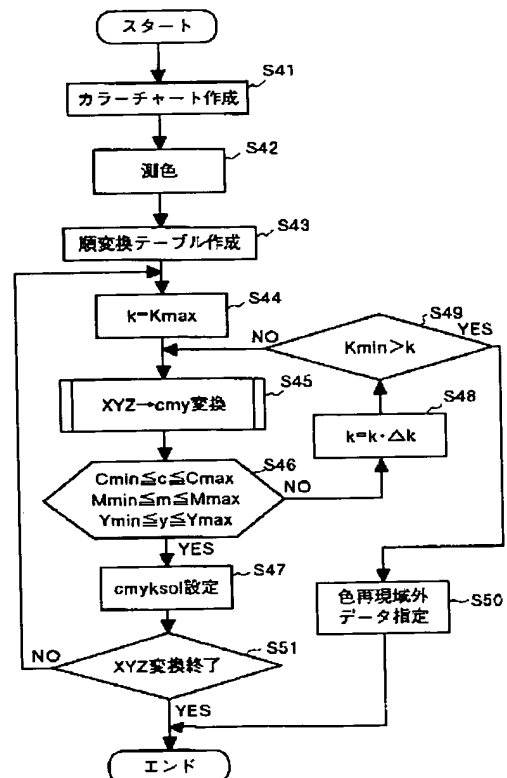 スタート
S41
カラーチャート作成
S42
測色
S43
順変換テーブル作成
S44
k=Kmax
S49
NO
YES
Kmin>k
S45
XYZ→cmy変換
S48
k=k·△k
S46
Cmin≦c≦Cmax
Mmin≦m≦Mmax
Ymin≦y≦Ymax
NO
YES
S47
cmyksol設定
S50
色再現域外
データ指定
S51
NO
XYZ変換終了
YES
エンド